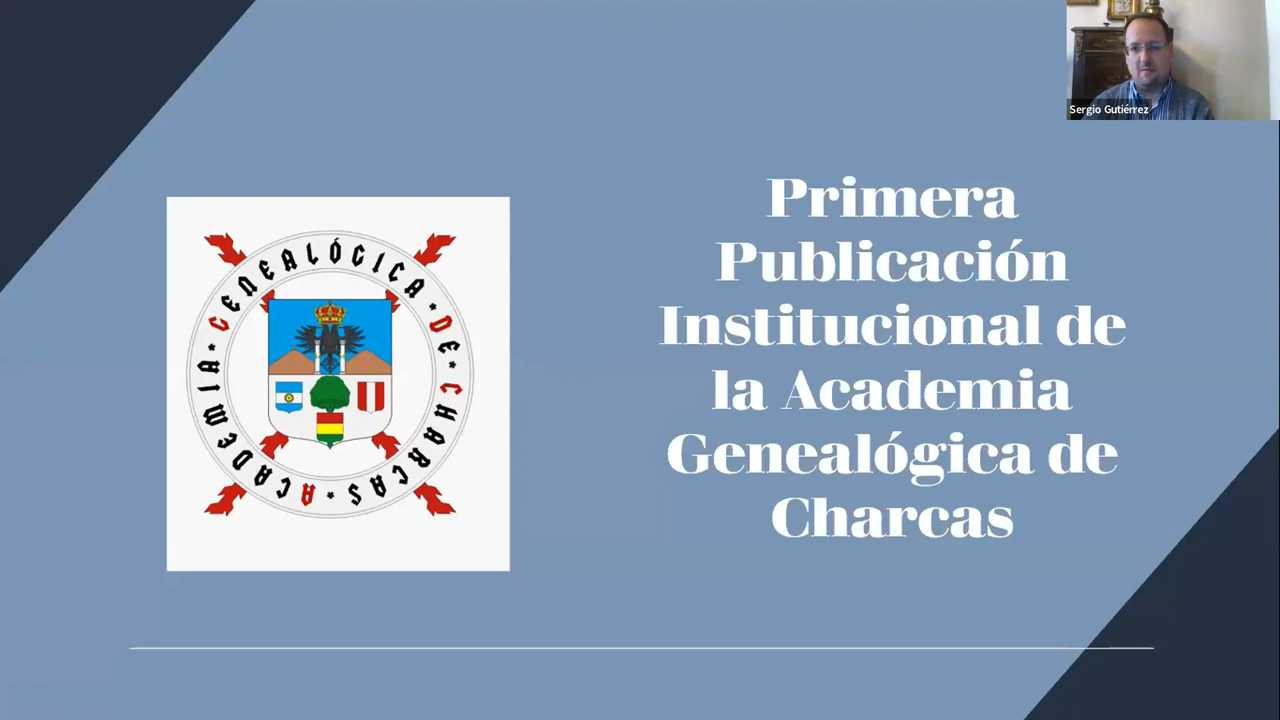 Sergio Gutiérrez
Primera
Publicación
Institucional de
la Academia
Genealógica de
Charcas
ACADEMIA · GENEALÓGICA · DE · CHARCAS ·